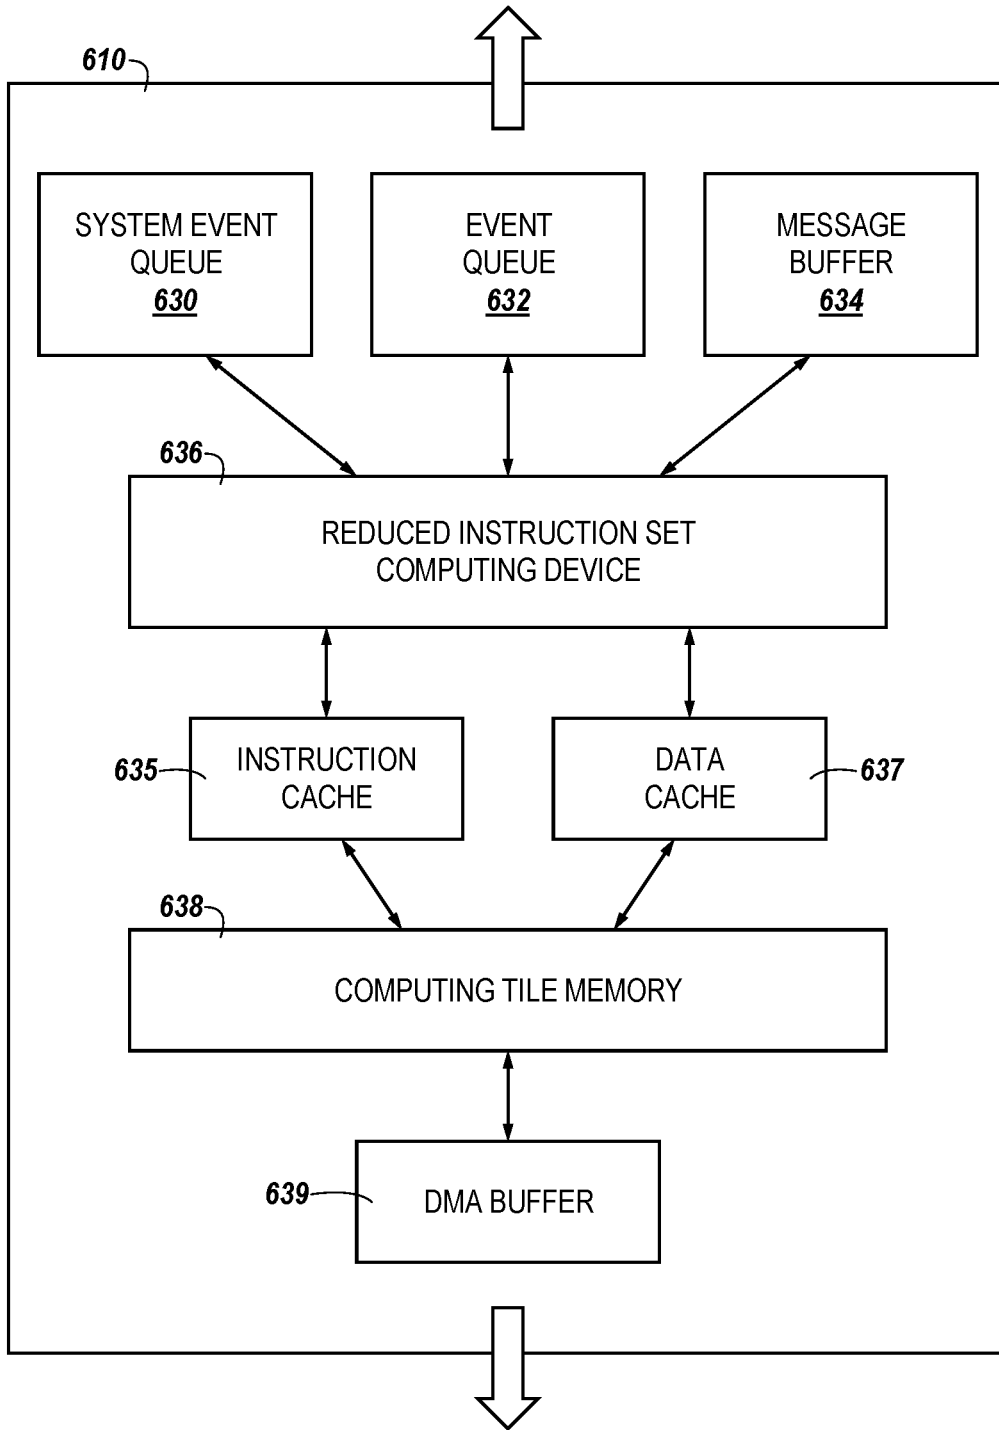 610
SYSTEM EVENT
QUEUE
630
EVENT
QUEUE
632
MESSAGE
BUFFER
634
636
REDUCED INSTRUCTION SET
COMPUTING DEVICE
635
INSTRUCTION
CACHE
DATA
CACHE
637
638
COMPUTING TILE MEMORY
639
DMA BUFFER